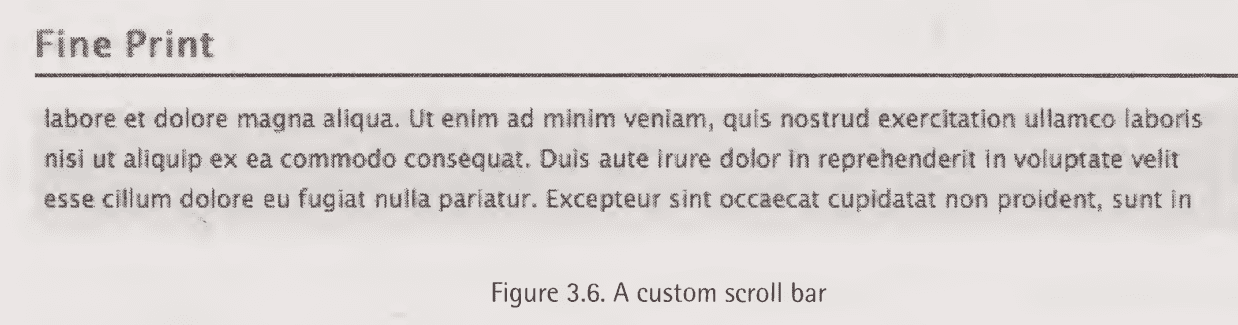 Fine Print
labore et dolore magna aliqua. Ut enim ad minim veniam, quis nostrud exercitation ullamco laboris
nisi ut aliquip ex ea commodo consequat. Duis aute irure dolor in reprehenderit in voluptate velit
esse cillum dolore eu fugiat nulla pariatur. Excepteur sint occaecat cupidatat non proident, sunt in
Figure 3.6. A custom scroll bar